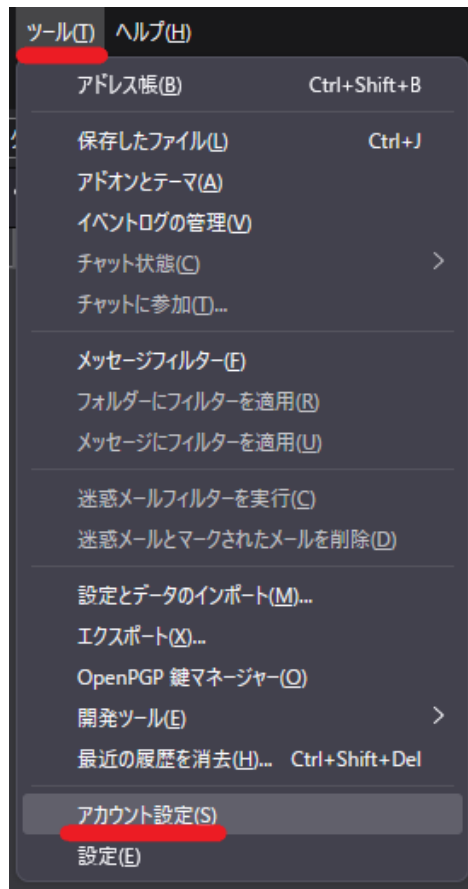 ツール(T) ヘルプ(H)
アドレス帳(B) Ctrl+Shift+B
保存したファイル(L) Ctrl+J
アドオンとテーマ(A)
イベントログの管理(V)
チャット状態(C)
チャットに参加(T)...
メッセージフィルター(F)
フォルダーにフィルターを適用(R)
メッセージにフィルターを適用(U)
迷惑メールフィルターを実行(C)
迷惑メールとマークされたメールを削除(D)
設定とデータのインポート(M)...
エクスポート(X)...
OpenPGP 鍵マネージャー(O)
開発ツール(E)
最近の履歴を消去(H)... Ctrl+Shift+Del
アカウント設定(S)
設定(E)